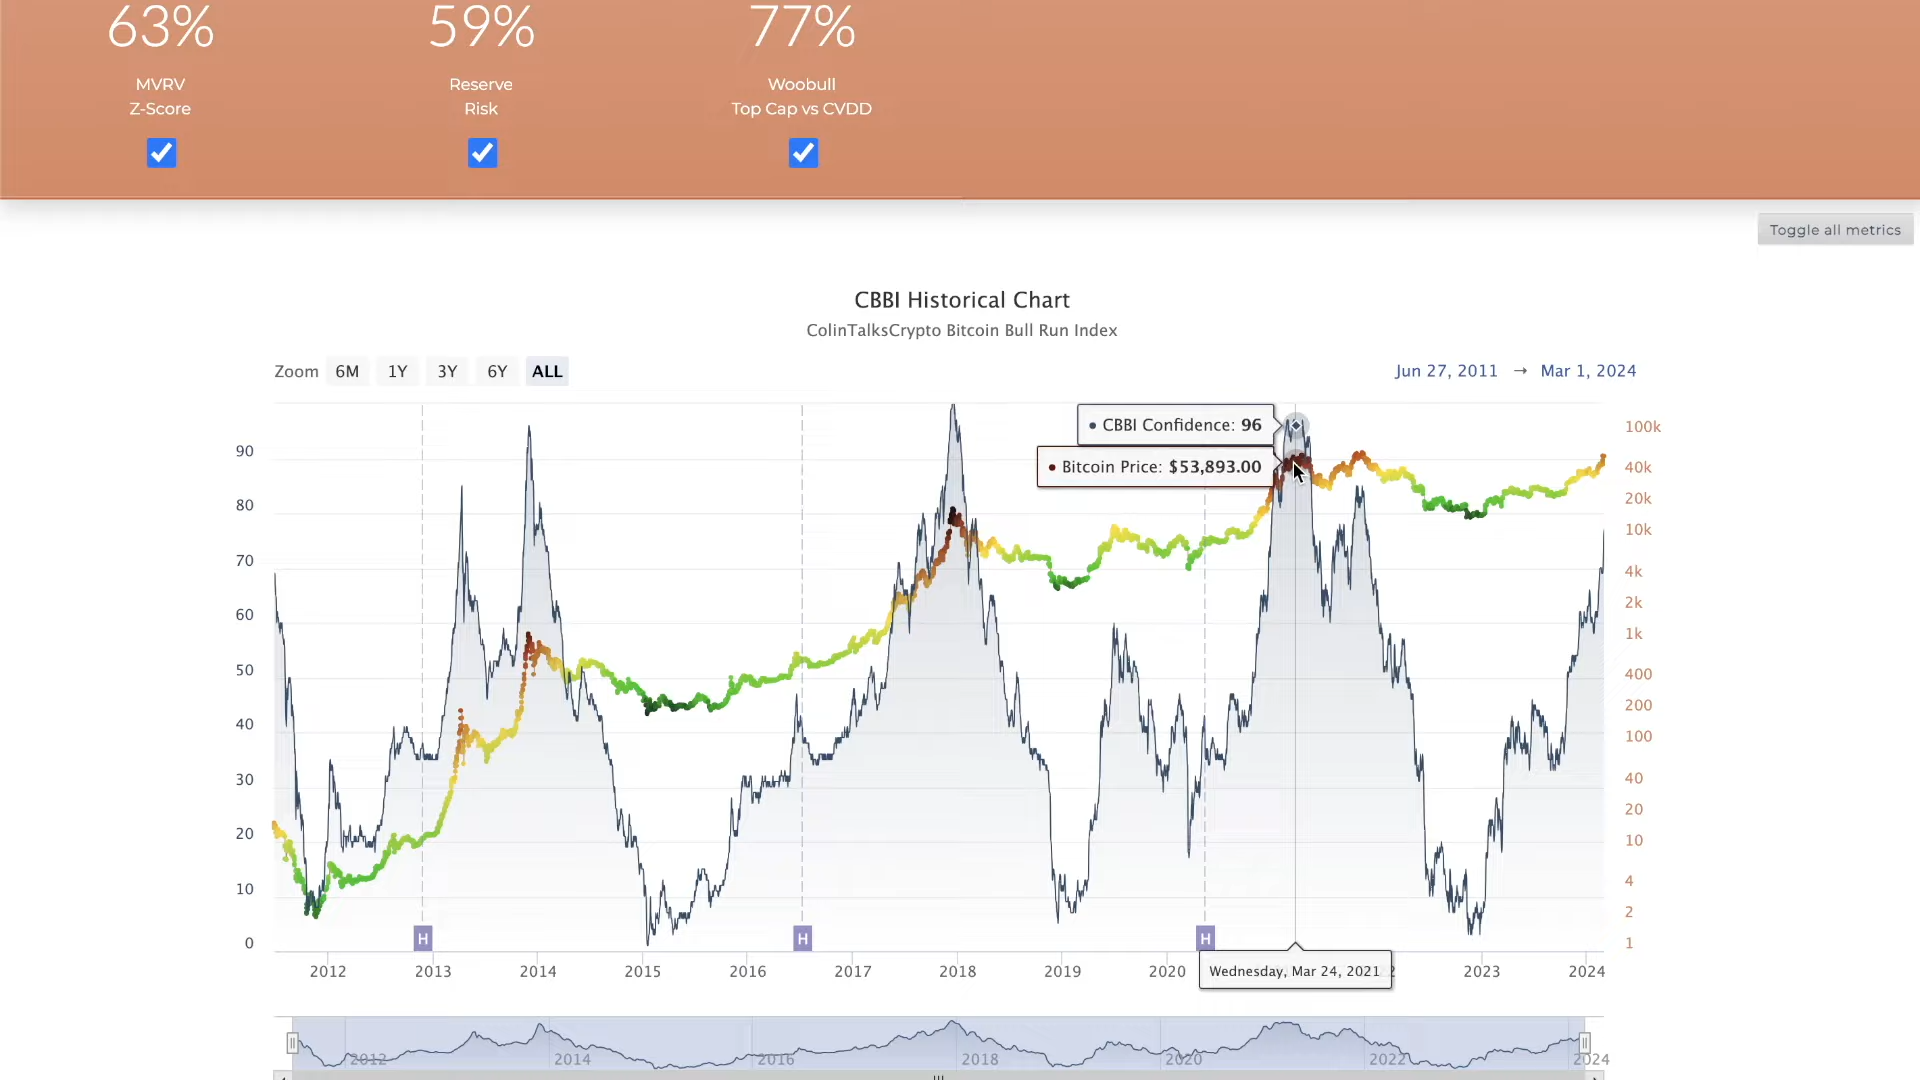 63%
59%
77%
MVRV
Z-Score
Reserve
Risk
Woobull
Top Cap vs CVDD
Toggle all metrics
CBBI Historical Chart
ColinTalksCrypto Bitcoin Bull Run Index
Zoom 6M 1Y 3Y 6Y ALL
Jun 27, 2011 → Mar 1, 2024
CBBI Confidence: 96
Bitcoin Price: $53,893.00
90
80
70
60
50
40
30
20
10
0
100k
40k
20k
10k
4k
2k
1k
400
200
100
40
20
10
4
2
1
H H H
2012 2013 2014 2015 2016 2017 2018 2019 2020 2023 2024
Wednesday, Mar 24, 2021
2012 2014 2016 2018 2020 2022 2024